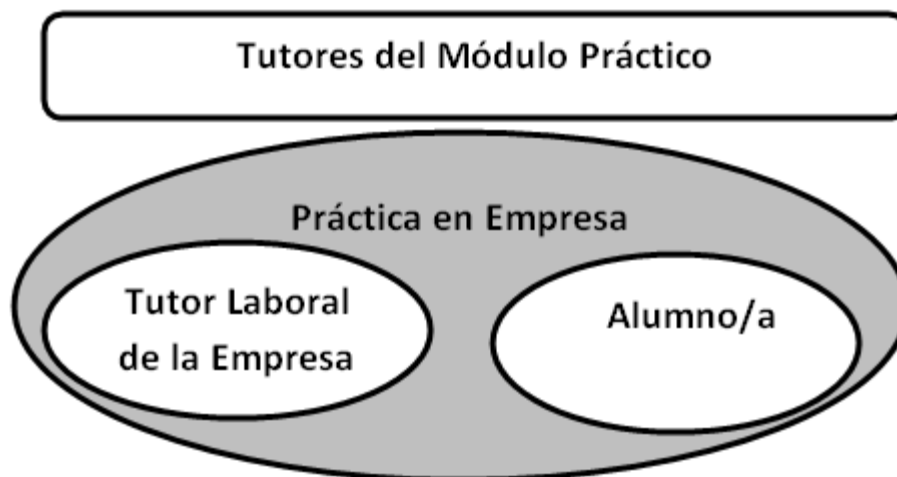 Tutores del Módulo Práctico
Práctica en Empresa
Tutor Laboral
de la Empresa
Alumno/a